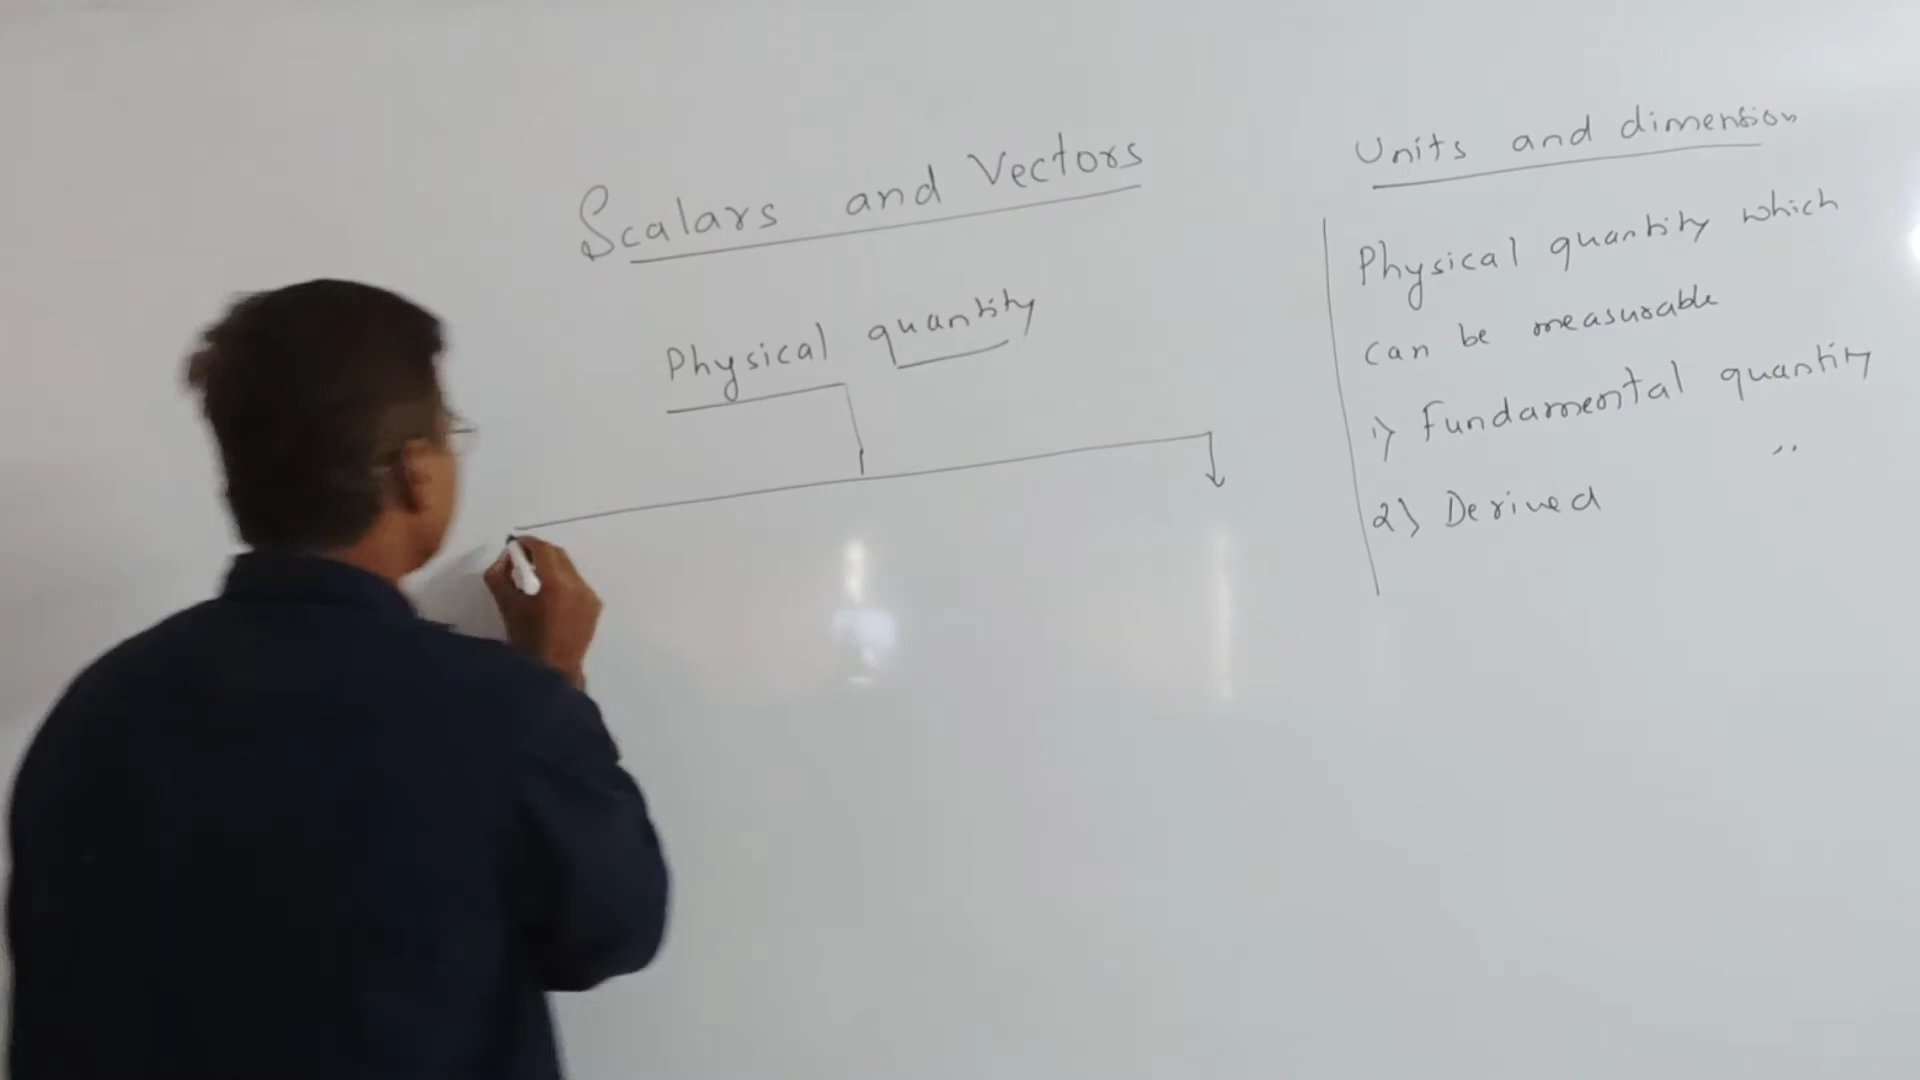 Scalars and Vectors
Physical quantity
Units and dimension
Physical quantity which
can be measurable
1) Fundamental quantity
2) Derived "